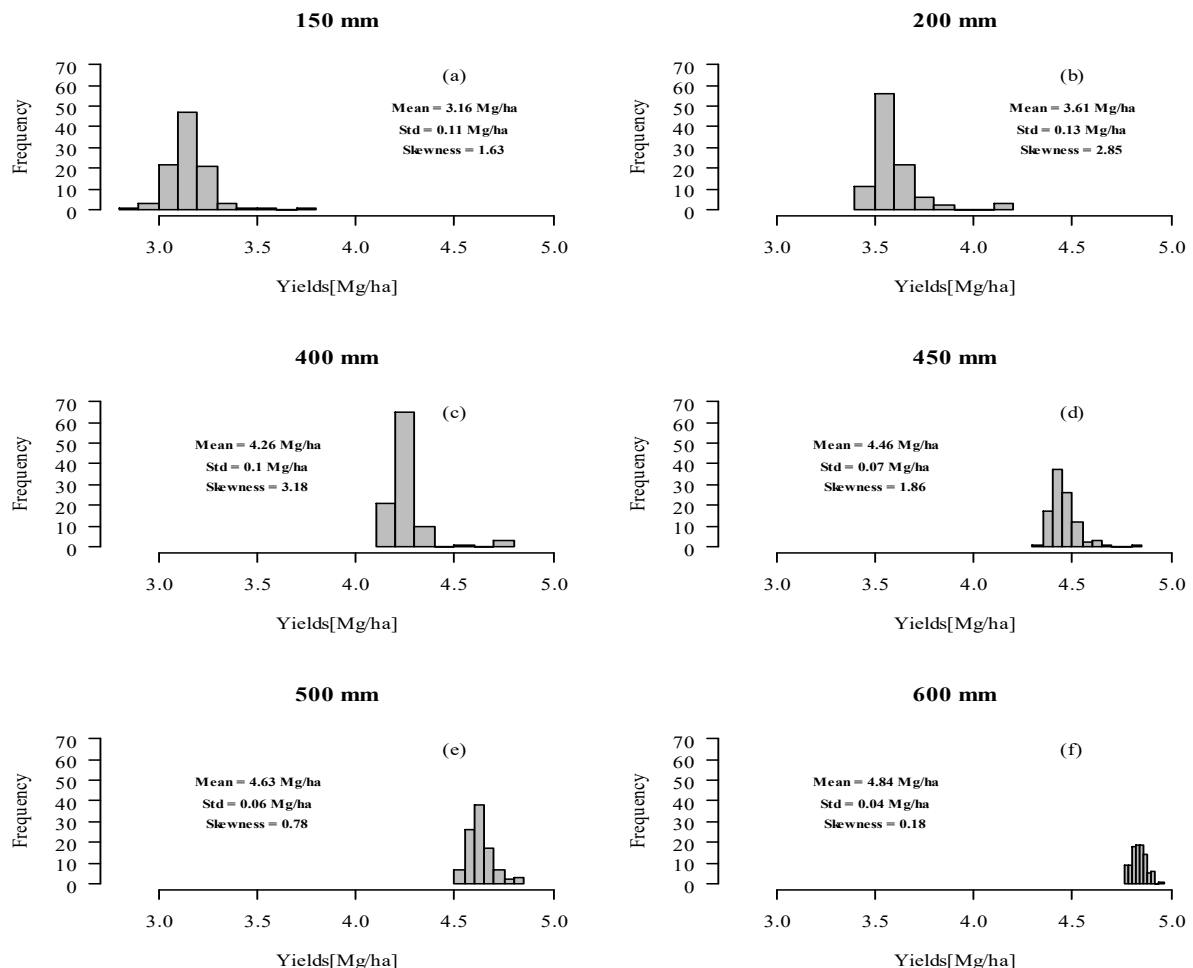 150 mm
(a)
Mean = 3.16 Mg/ha
Std = 0.11 Mg/ha
Skewness = 1.63
Frequency
70
60
50
40
30
20
10
0
3.0 3.5 4.0 4.5 5.0
Yields[Mg/ha]
200 mm
(b)
Mean = 3.61 Mg/ha
Std = 0.13 Mg/ha
Skewness = 2.85
Frequency
70
60
50
40
30
20
10
0
3.0 3.5 4.0 4.5 5.0
Yields[Mg/ha]
400 mm
(c)
Mean = 4.26 Mg/ha
Std = 0.1 Mg/ha
Skewness = 3.18
Frequency
70
60
50
40
30
20
10
0
3.0 3.5 4.0 4.5 5.0
Yields[Mg/ha]
450 mm
(d)
Mean = 4.46 Mg/ha
Std = 0.07 Mg/ha
Skewness = 1.86
Frequency
70
60
50
40
30
20
10
0
3.0 3.5 4.0 4.5 5.0
Yields[Mg/ha]
500 mm
(e)
Mean = 4.63 Mg/ha
Std = 0.06 Mg/ha
Skewness = 0.78
Frequency
70
60
50
40
30
20
10
0
3.0 3.5 4.0 4.5 5.0
Yields[Mg/ha]
600 mm
(f)
Mean = 4.84 Mg/ha
Std = 0.04 Mg/ha
Skewness = 0.18
Frequency
70
60
50
40
30
20
10
0
3.0 3.5 4.0 4.5 5.0
Yields[Mg/ha]